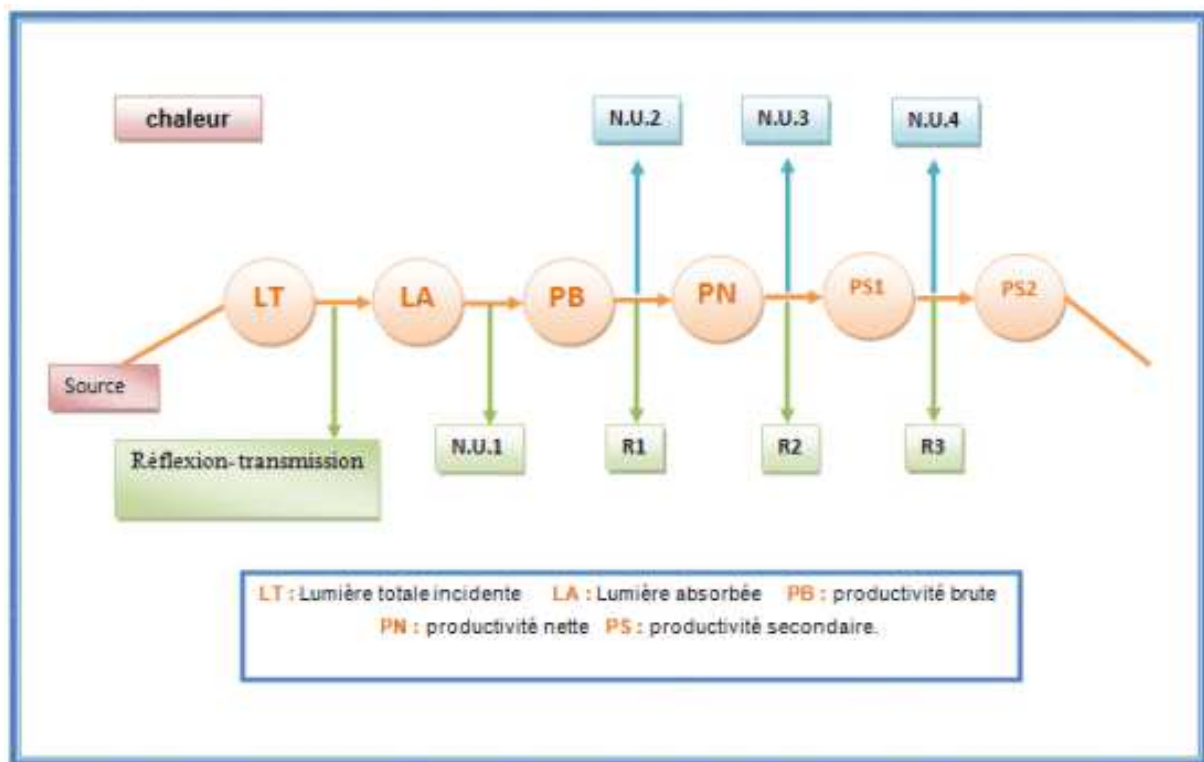 chaleur
N.U.2
N.U.3
N.U.4
LT
LA
PB
PN
PS1
PS2
Source
Réflexion-transmission
N.U.1
R1
R2
R3
LT : Lumière totale incidente LA : Lumière absorbée PB : productivité brute
PN : productivité nette PS : productivité secondaire.